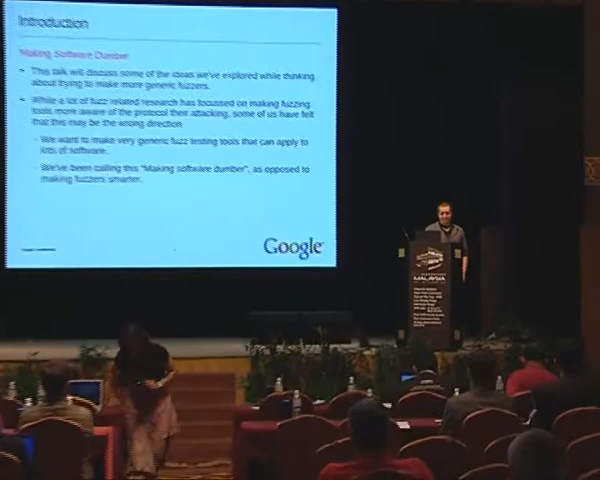 Introduction
Making Software Dumber
This talk will discuss some of the ideas we've explored while thinking
about trying to make more generic fuzzers.
While a lot of fuzz related research has focussed on making fuzzing
tools more aware of the protocol their attacking, some of us have felt
that this may be the wrong direction
We want to make very generic fuzz testing tools that can apply to
lots of software.
We've been calling this "Making software dumber", as opposed to
making fuzzers smarter.
Google
MALAYSIA